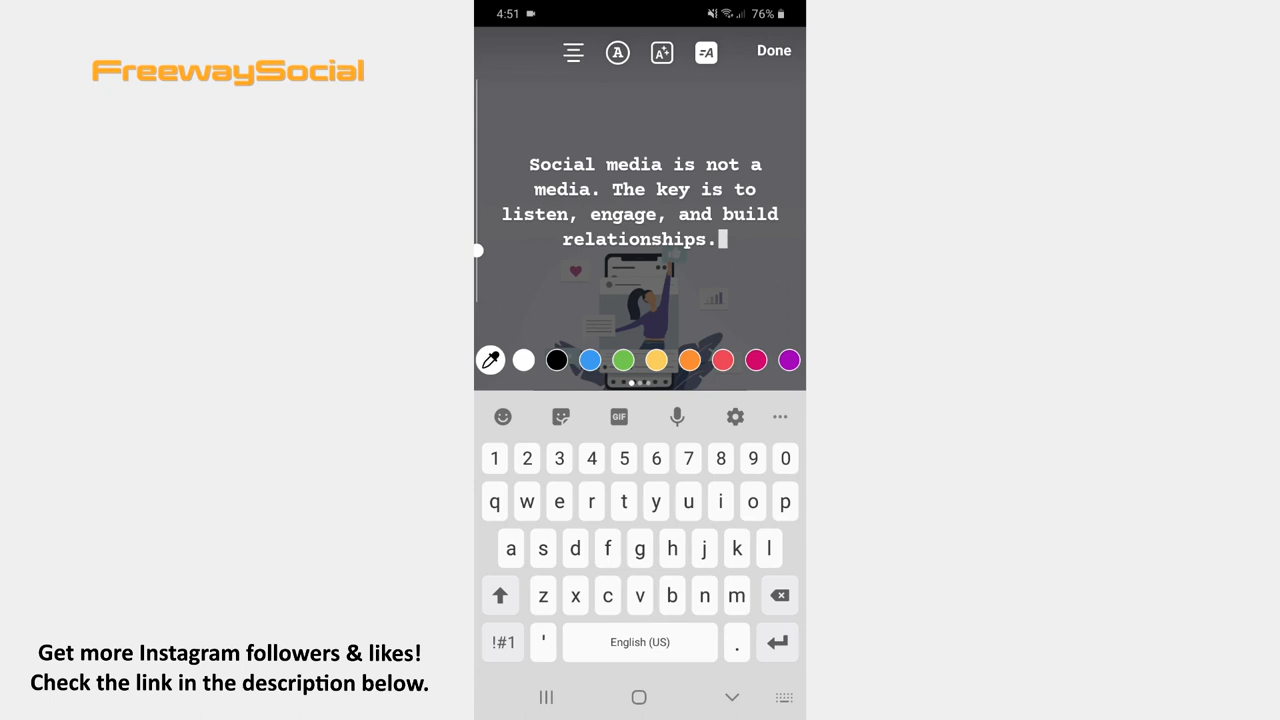 4:51
76%
FreewaySocial
Done
Social media is not a
media. The key is to
listen, engage, and build
relationships.
GIF
1 2 3 4 5 6 7 8 9 0
q w e r t y u i o p
a s d f g h j k l
z x c v b n m
!#1 ' English (US) .
Get more Instagram followers & likes!
Check the link in the description below.